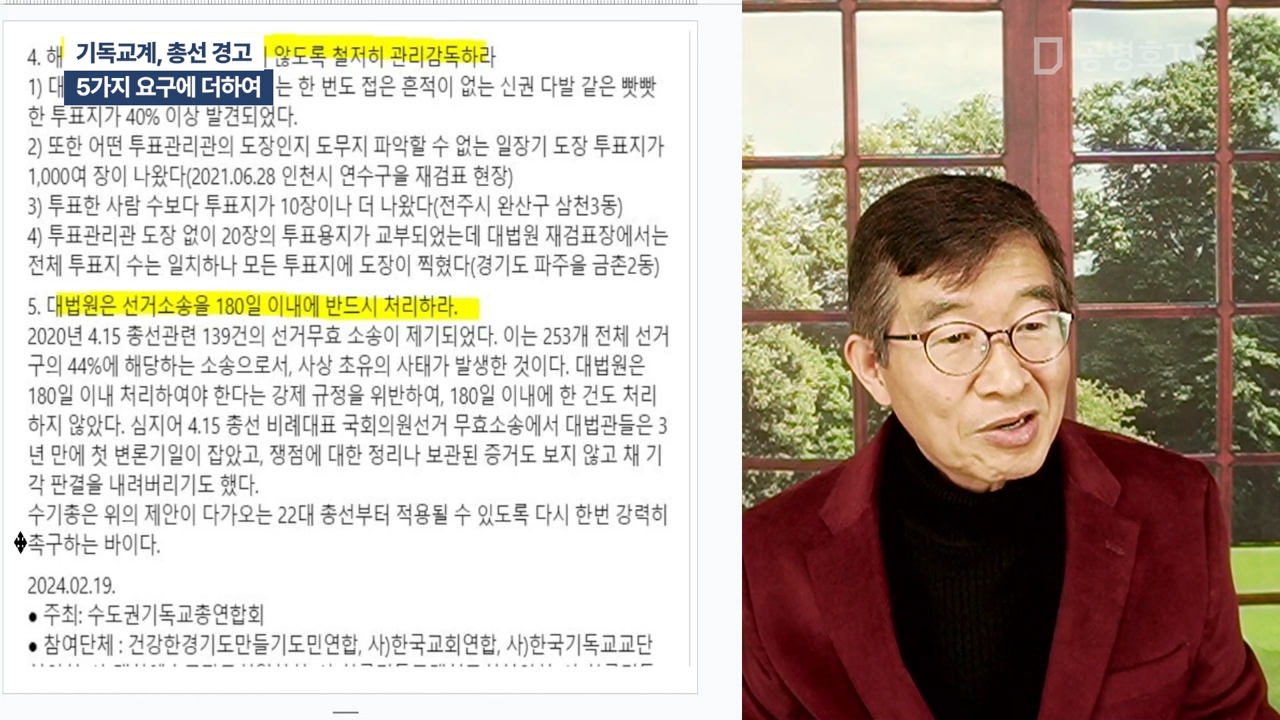 기독교계, 총선 경고
5가지 요구에 더하여
공병호TV
4. 해 않도록 철저히 관리감독하라
1) 대 는 한 번도 접은 흔적이 없는 신권 다발 같은 빳빳
한 투표지가 40% 이상 발견되었다.
2) 또한 어떤 투표관리관의 도장인지 도무지 파악할 수 없는 일장기 도장 투표지가
1,000여 장이 나왔다(2021.06.28 인천시 연수구을 재검표 현장)
3) 투표한 사람 수보다 투표지가 10장이나 더 나왔다(전주시 완산구 삼천3동)
4) 투표관리관 도장 없이 20장의 투표용지가 교부되었는데 대법원 재검표장에서는
전체 투표지 수는 일치하나 모든 투표지에 도장이 찍혔다(경기도 파주을 금촌2동)
5. 대법원은 선거소송을 180일 이내에 반드시 처리하라.
2020년 4.15 총선관련 139건의 선거무효 소송이 제기되었다. 이는 253개 전체 선거
구의 44%에 해당하는 소송으로서, 사상 초유의 사태가 발생한 것이다. 대법원은
180일 이내 처리하여야 한다는 강제 규정을 위반하여, 180일 이내에 한 건도 처리
하지 않았다. 심지어 4.15 총선 비례대표 국회의원선거 무효소송에서 대법관들은 3
년 만에 첫 변론기일이 잡았고, 쟁점에 대한 정리나 보관된 증거도 보지 않고 채 기
각 판결을 내려버리기도 했다.
수기총은 위의 제안이 다가오는 22대 총선부터 적용될 수 있도록 다시 한번 강력히
촉구하는 바이다.
2024.02.19.
● 주최: 수도권기독교총연합회
● 참여단체 : 건강한경기도만들기도민연합, 사)한국교회연합, 사)한국기독교교단